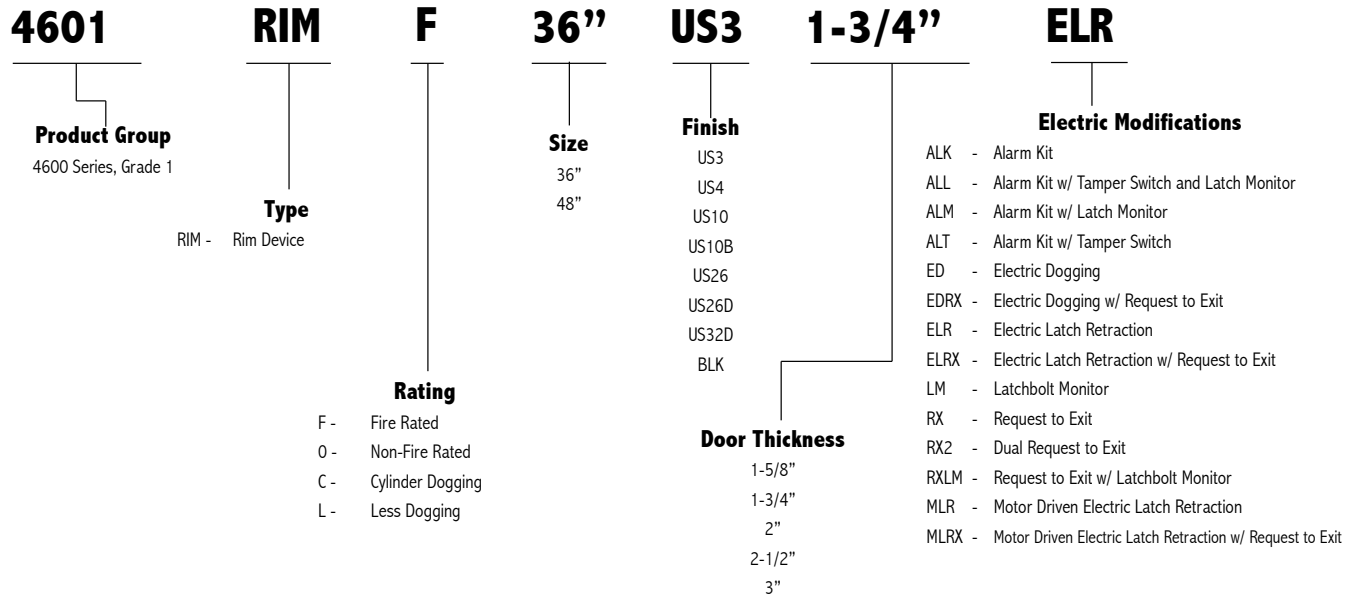 4601 RIM F 36” US3 1-3/4” ELR
Product Group
4600 Series, Grade 1
Type
RIM - Rim Device
Rating
F - Fire Rated
0 - Non-Fire Rated
C - Cylinder Dogging
L - Less Dogging
Size
36”
48”
Finish
US3
US4
US10
US10B
US26
US26D
US32D
BLK
Door Thickness
1-5/8”
1-3/4”
2”
2-1/2”
3”
Electric Modifications
ALK - Alarm Kit
ALL - Alarm Kit w/ Tamper Switch and Latch Monitor
ALM - Alarm Kit w/ Latch Monitor
ALT - Alarm Kit w/ Tamper Switch
ED - Electric Dogging
EDRX - Electric Dogging w/ Request to Exit
ELR - Electric Latch Retraction
ELRX - Electric Latch Retraction w/ Request to Exit
LM - Latchbolt Monitor
RX - Request to Exit
RX2 - Dual Request to Exit
RXLM - Request to Exit w/ Latchbolt Monitor
MLR - Motor Driven Electric Latch Retraction
MLRX - Motor Driven Electric Latch Retraction w/ Request to Exit